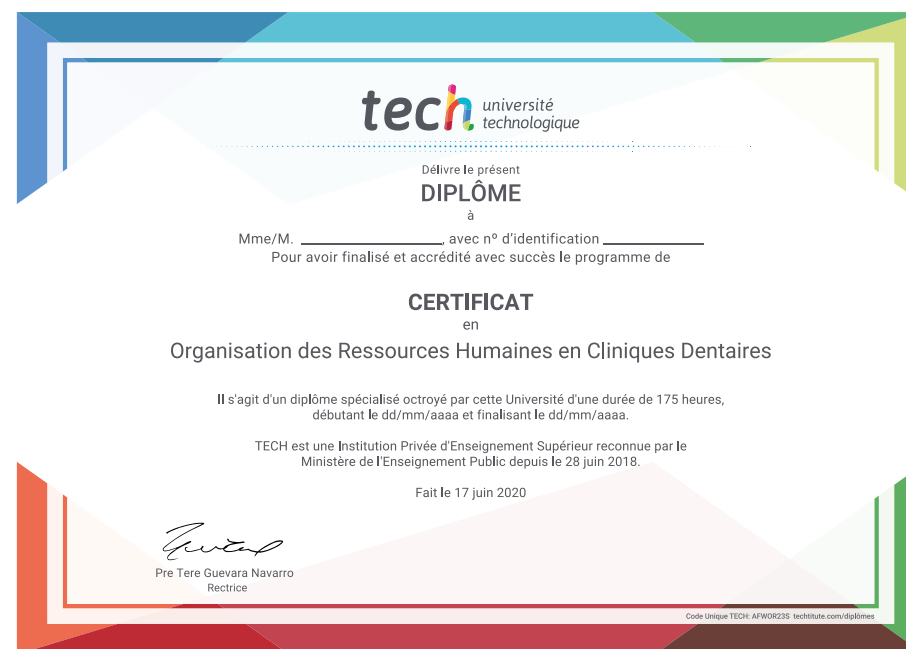 tech université
technologique
Délivre le présent
DIPLÔME
à
Mme/M. ____________________, avec nº d'identification ______________
Pour avoir finalisé et accrédité avec succès le programme de
CERTIFICAT
en
Organisation des Ressources Humaines en Cliniques Dentaires
Il s'agit d'un diplôme spécialisé octroyé par cette Université d'une durée de 175 heures,
débutant le dd/mm/aaaa et finalisant le dd/mm/aaaa.
TECH est une Institution Privée d'Enseignement Supérieur reconnue par le
Ministère de l'Enseignement Public depuis le 28 juin 2018.
Fait le 17 juin 2020
Pre Tere Guevara Navarro
Rectrice
Code Unique TECH: AFWOR23S techtitute.com/diplômes